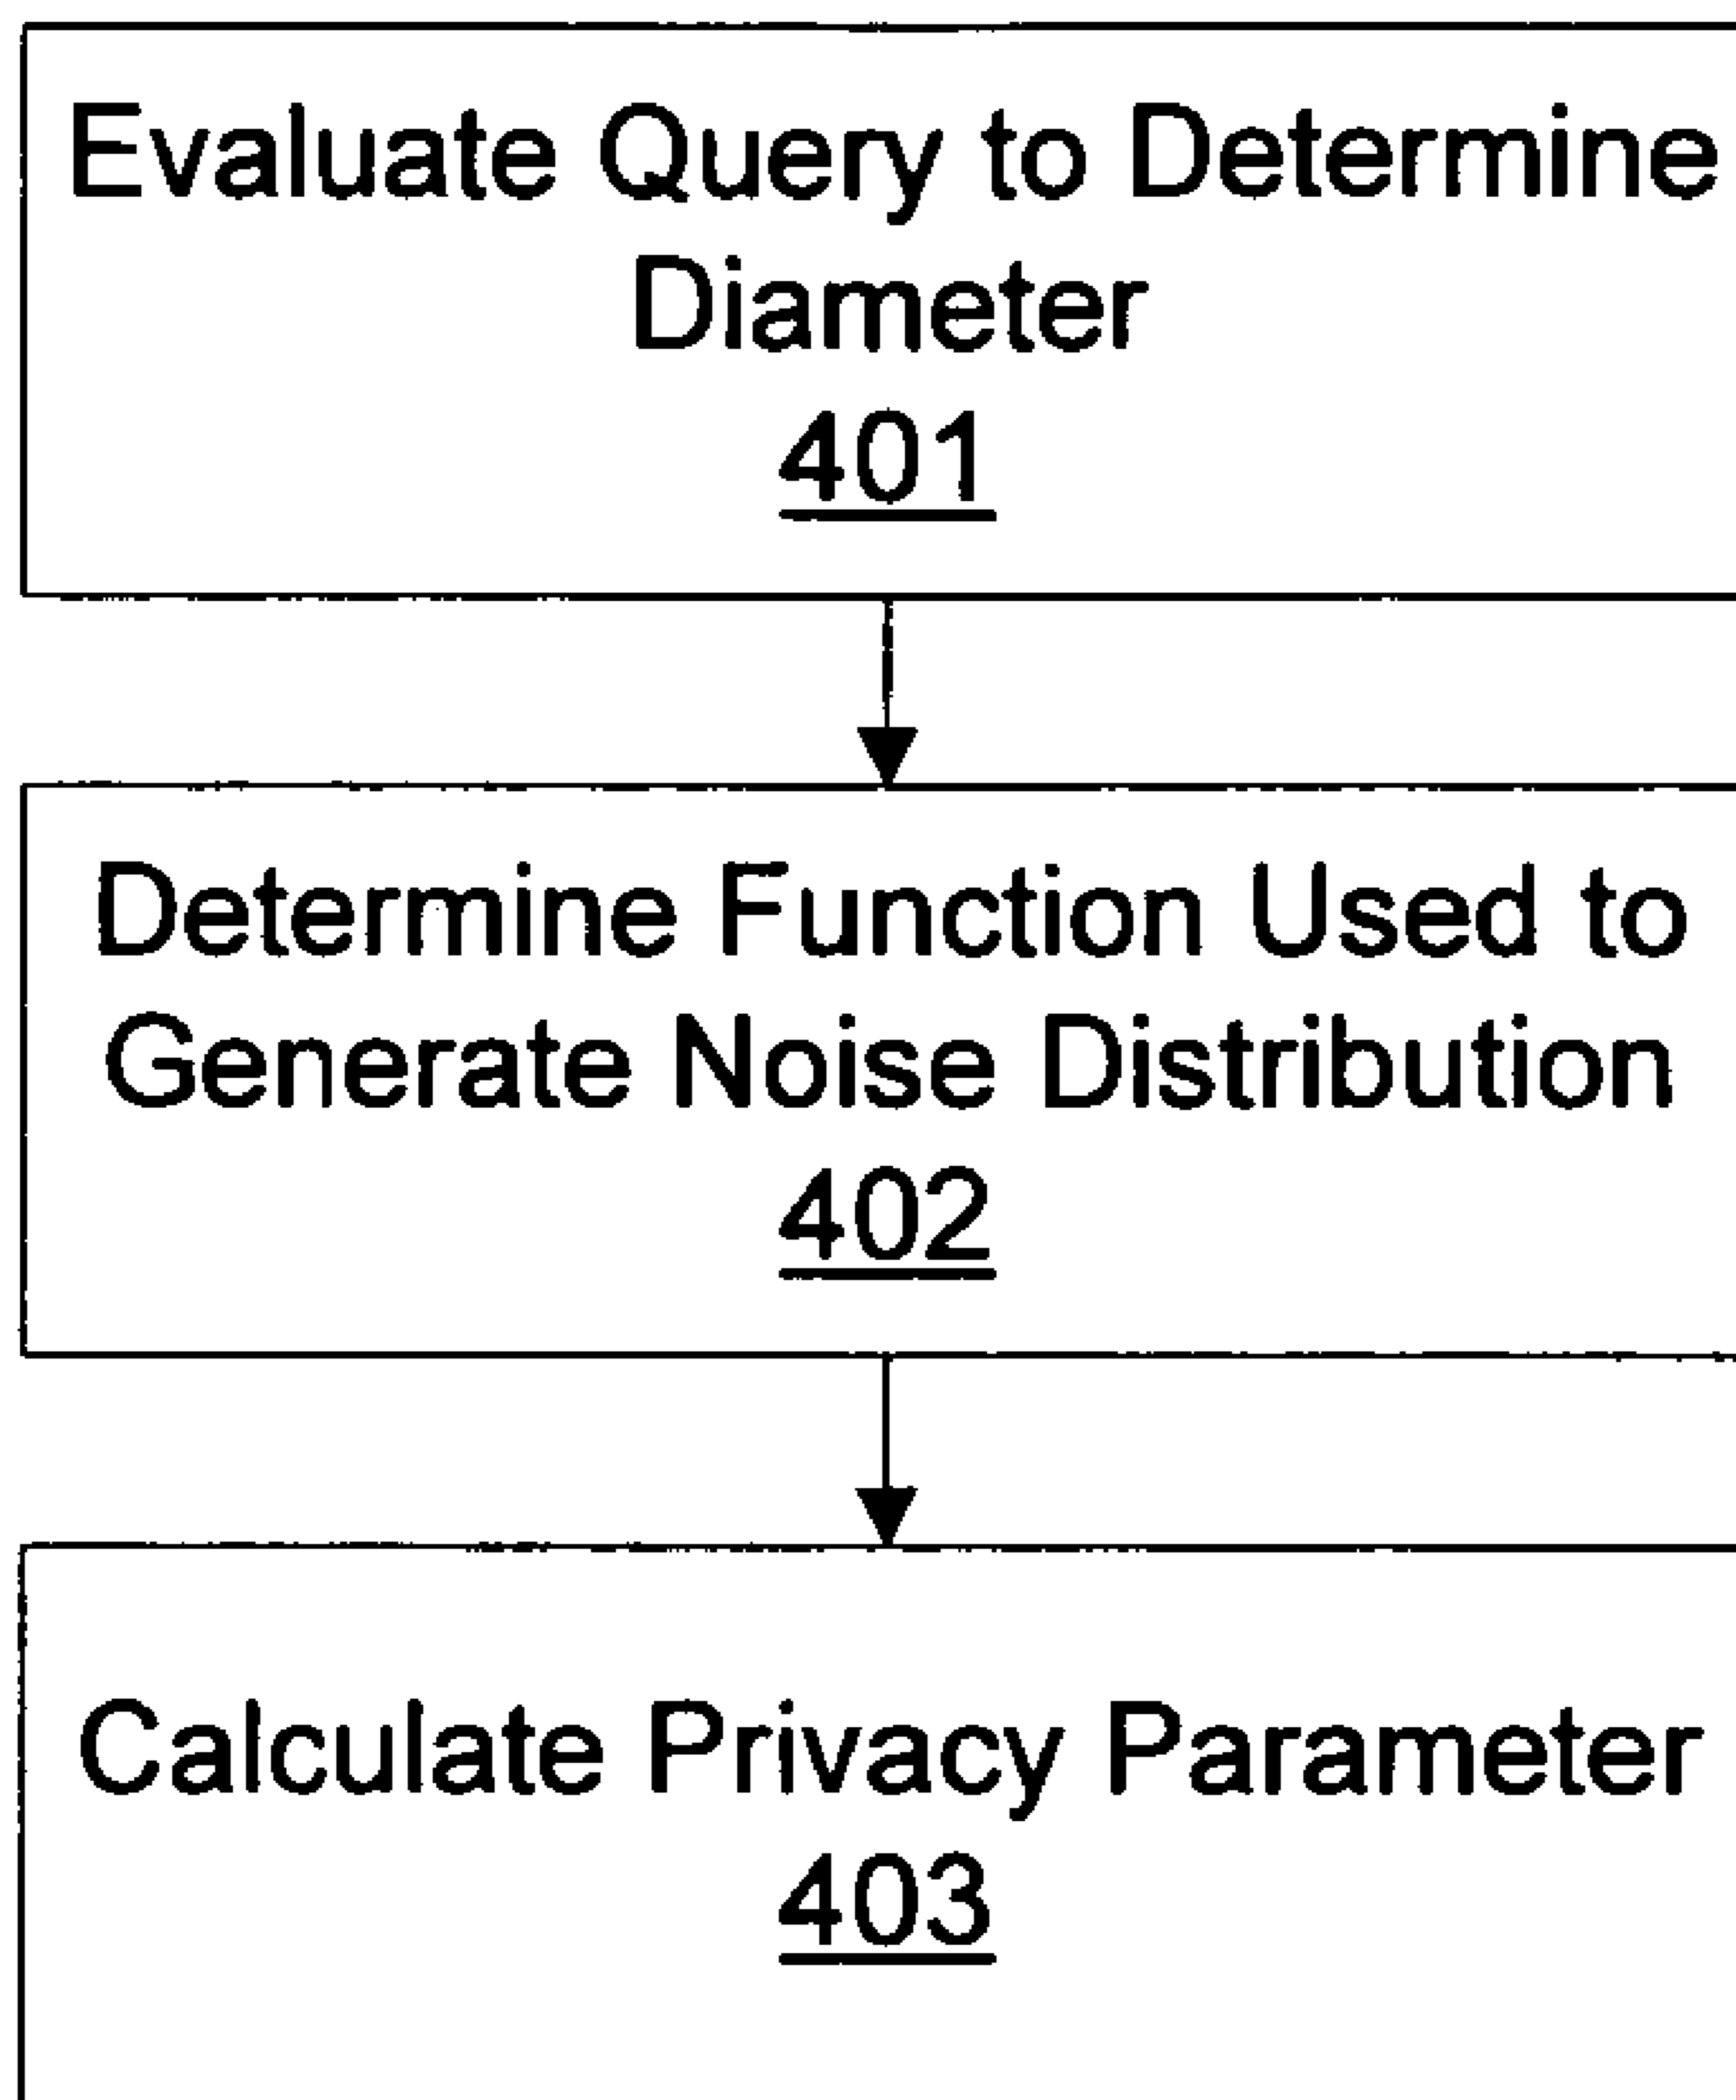 Evaluate Query to Determine
Diameter
401
Determine Function Used to
Generate Noise Distribution
402
Calculate Privacy Parameter
403